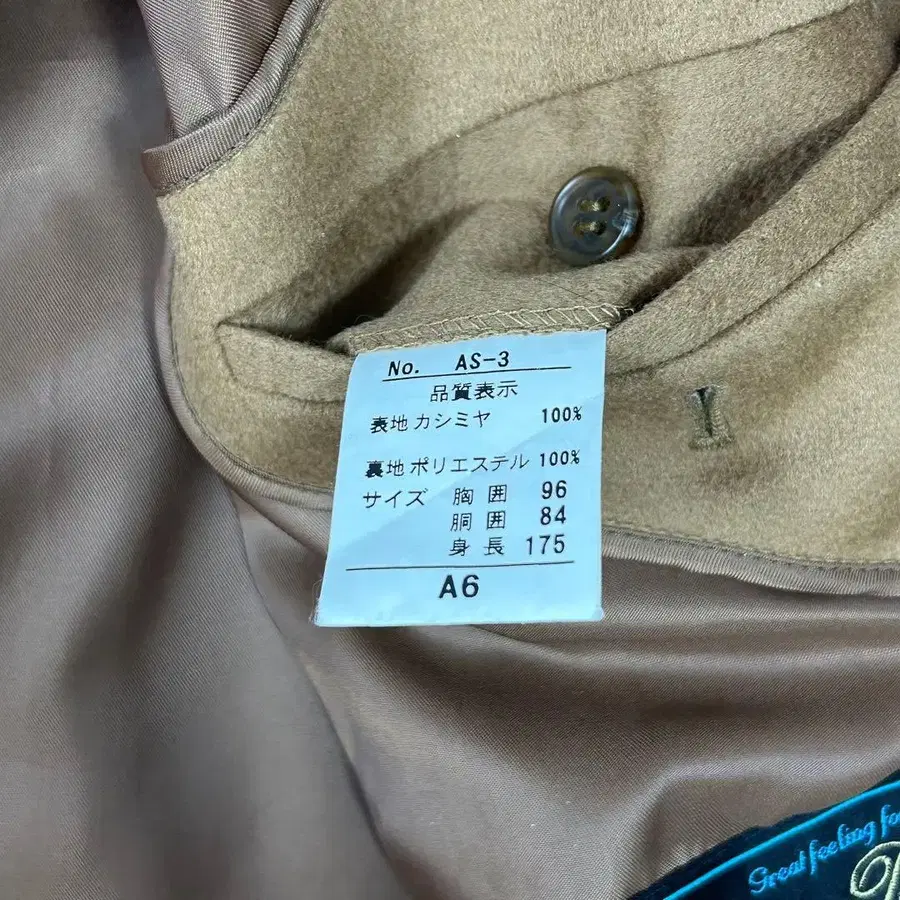 No. AS-3
品質表示
表地 カシミヤ 100%
裏地 ポリエステル 100%
サイズ 胸囲 96
胴囲 84
身長 175
A6
Great feeling